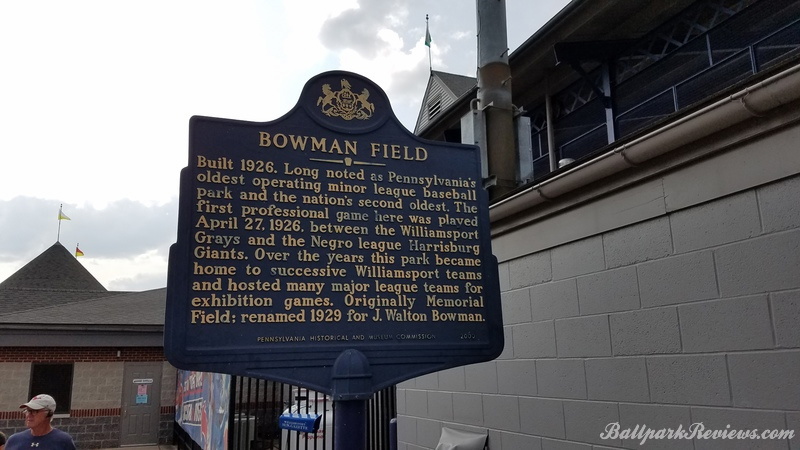 BOWMAN FIELD
Built 1926. Long noted as Pennsylvania's
oldest operating minor league baseball
park and the nation's second oldest. The
first professional game here was played
April 27, 1926, between the Williamsport
Grays and the Negro league Harrisburg
Giants. Over the years this park became
home to successive Williamsport teams
and hosted many major league teams for
exhibition games. Originally Memorial
Field; renamed 1929 for J. Walton Bowman.
PENNSYLVANIA HISTORICAL AND MUSEUM COMMISSION
BallparkReviews.com